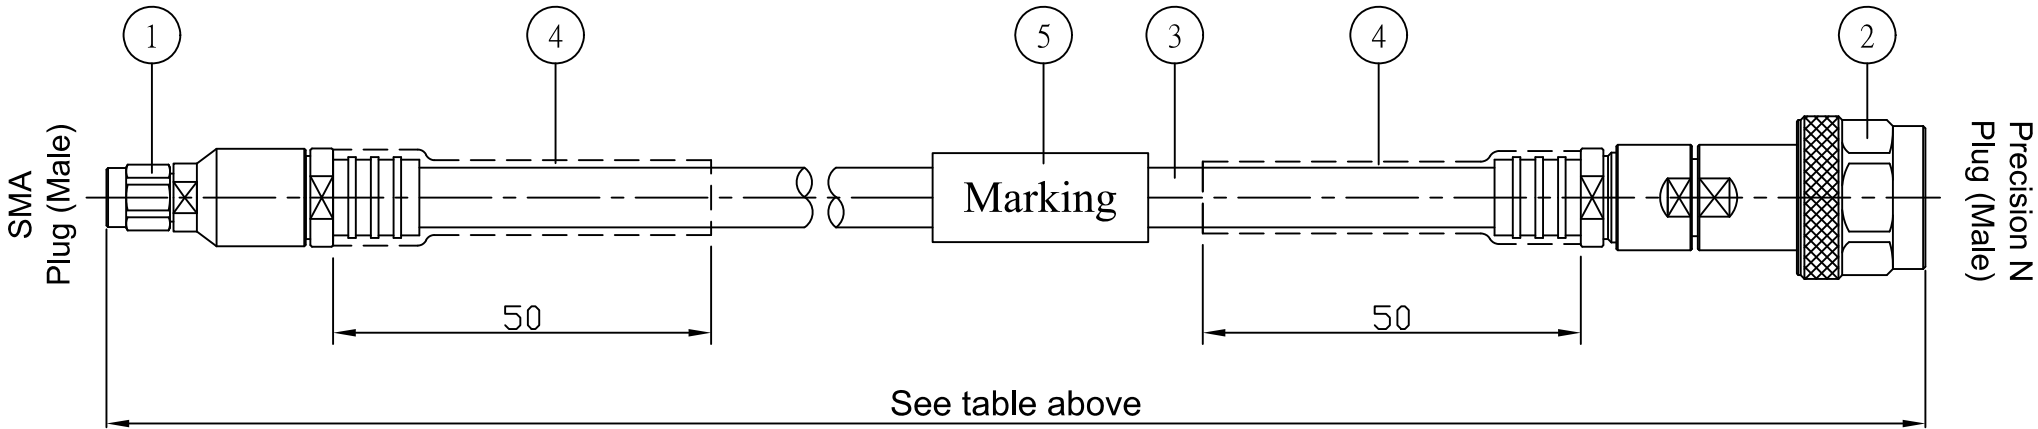 1
4
5
3
4
2
SMA
Plug (Male)
Marking
Precision N
Plug (Male)
50
50
See table above